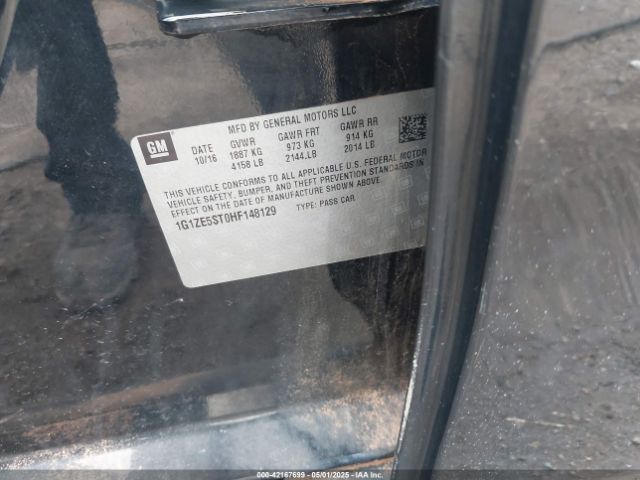 MFD BY GENERAL MOTORS LLC
GM
DATE GVWR GAWR FRT GAWR RR
10/16 1887 KG 973 KG 914 KG
4158 LB 2144.LB 2014 LB
THIS VEHICLE CONFORMS TO ALL APPLICABLE U.S. FEDERAL MOTOR
VEHICLE SAFETY, BUMPER, AND THEFT PREVENTION STANDARDS IN
EFFECT ON THE DATE OF MANUFACTURE SHOWN ABOVE.
1G1ZE5ST0HF148129 TYPE: PASS CAR
000-42167699 05/01/2025 IAAI.COM